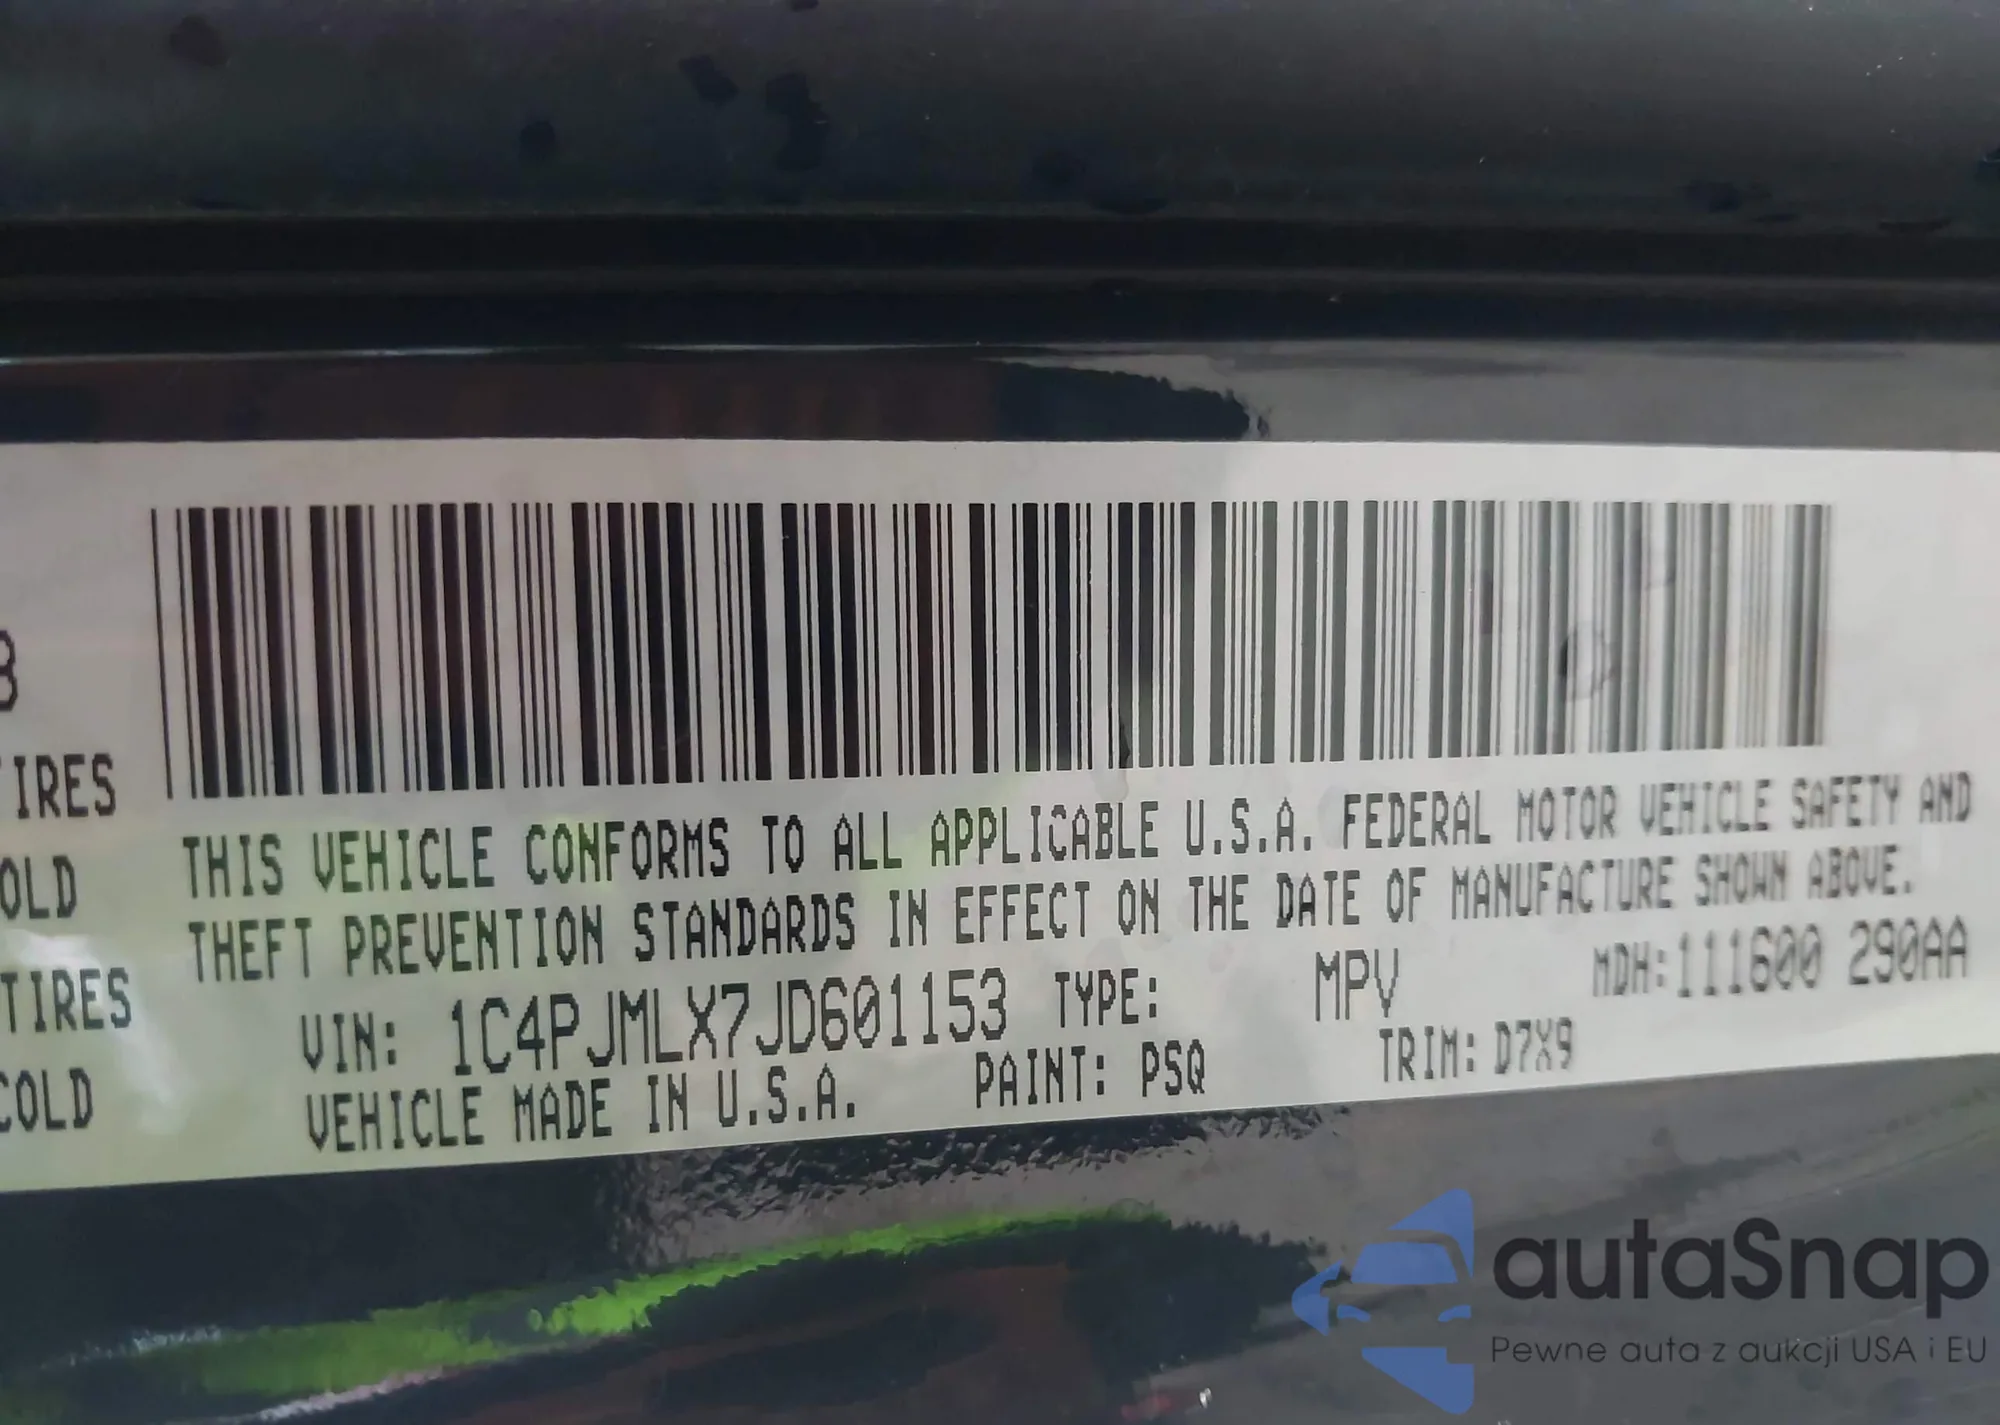 8
TIRES
THIS VEHICLE CONFORMS TO ALL APPLICABLE U.S.A. FEDERAL MOTOR VEHICLE SAFETY AND
COLD
THEFT PREVENTION STANDARDS IN EFFECT ON THE DATE OF MANUFACTURE SHOWN ABOVE.
TIRES
VIN: 1C4PJMLX7JD601153 TYPE: MPV MDH:111600 290AA
COLD
VEHICLE MADE IN U.S.A. PAINT: PSQ TRIM: D7X9
autaSnap
Pewne auta z aukcji USA i EU